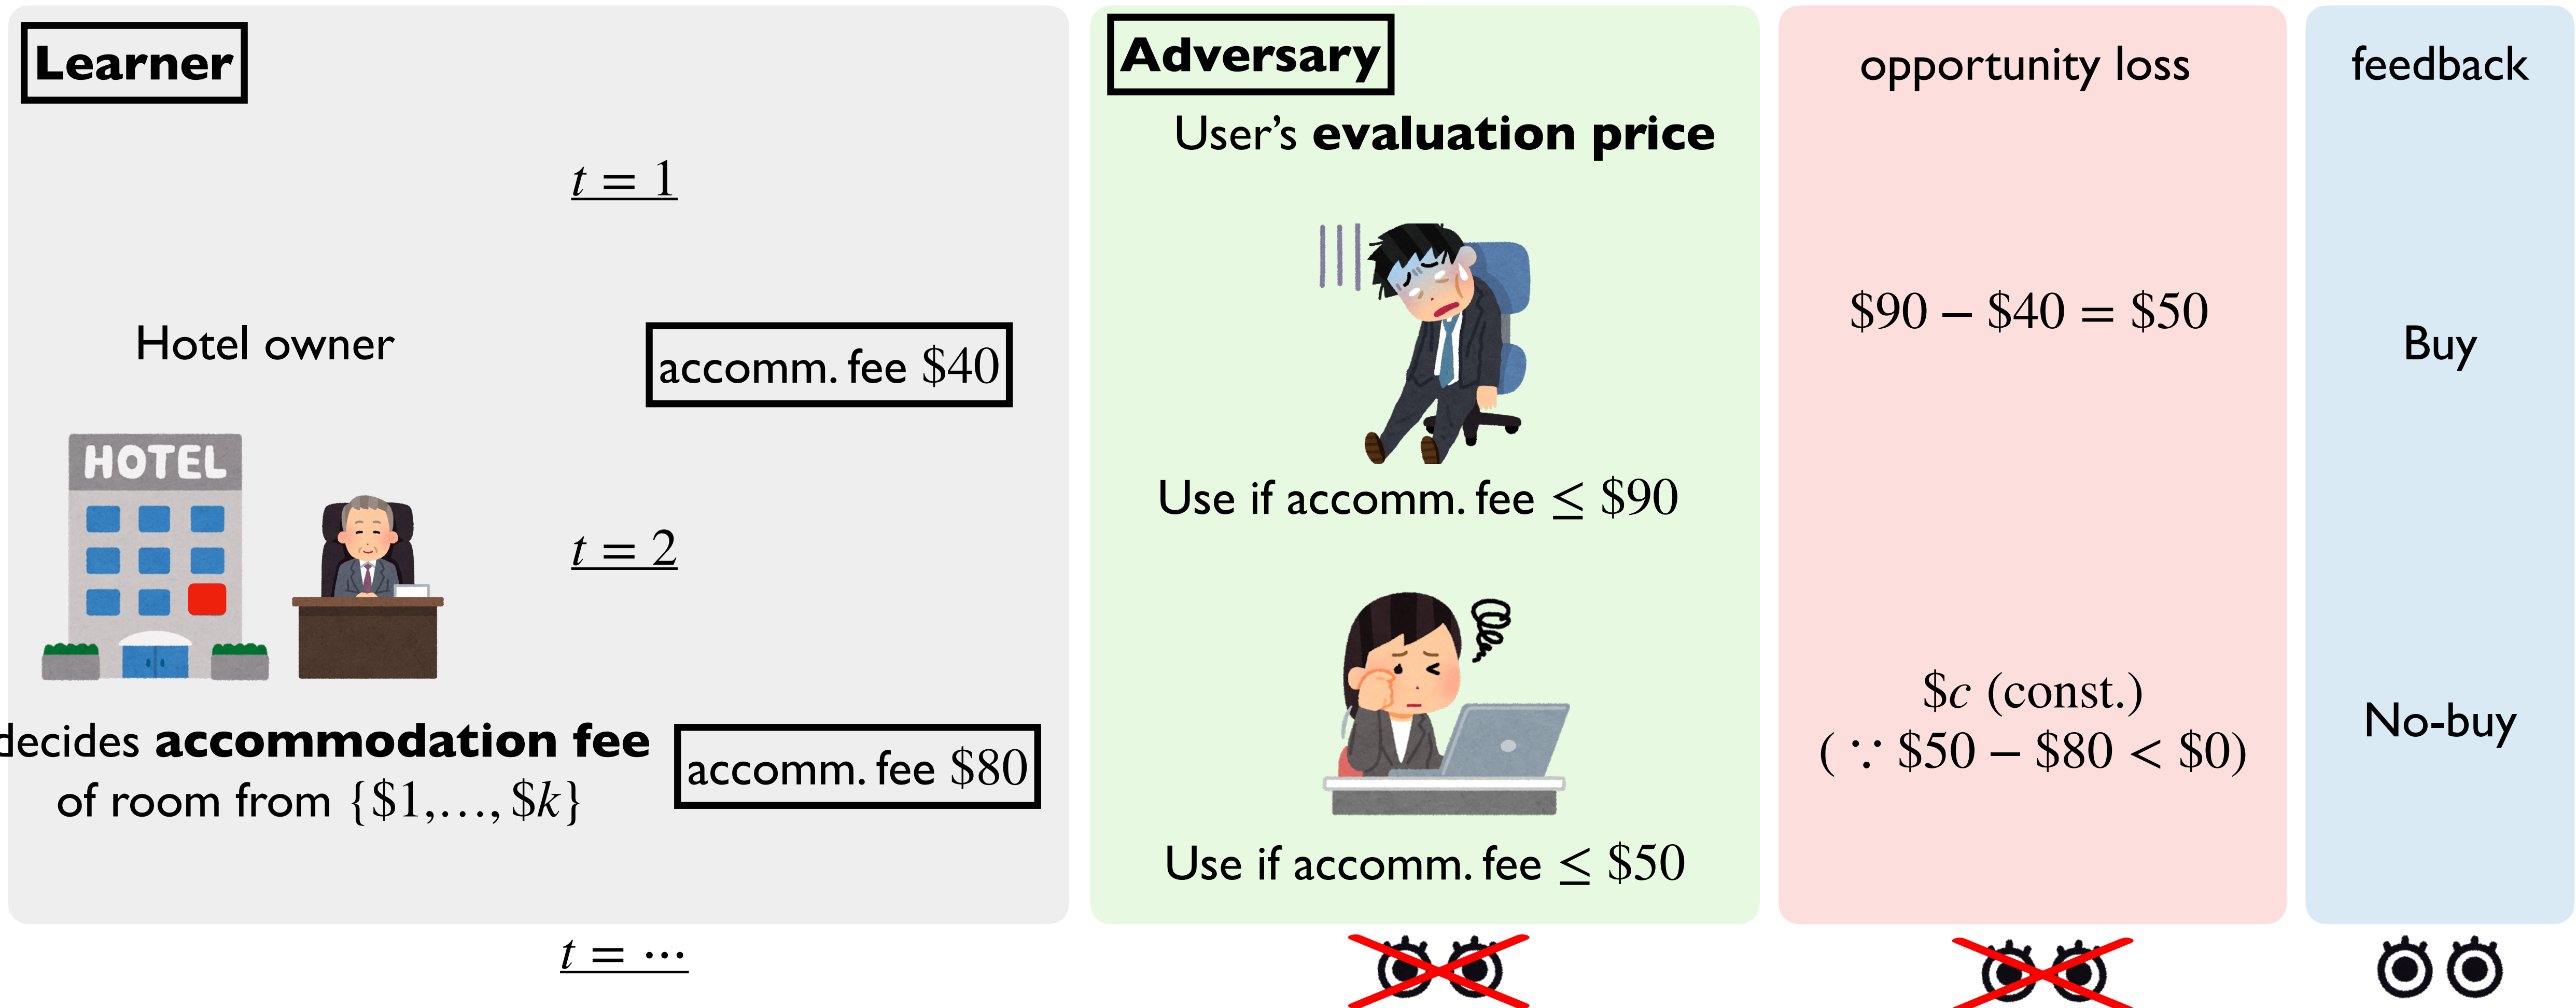 Learner
t = 1
Hotel owner
accomm. fee $40
HOTEL
t = 2
decides accommodation fee
of room from {$1,…, $k}
accomm. fee $80
t = ⋯
Adversary
User’s evaluation price
Use if accomm. fee ≤ $90
Use if accomm. fee ≤ $50
opportunity loss
$90 − $40 = $50
$c (const.)
( ∵ $50 − $80 < $0)
feedback
Buy
No-buy